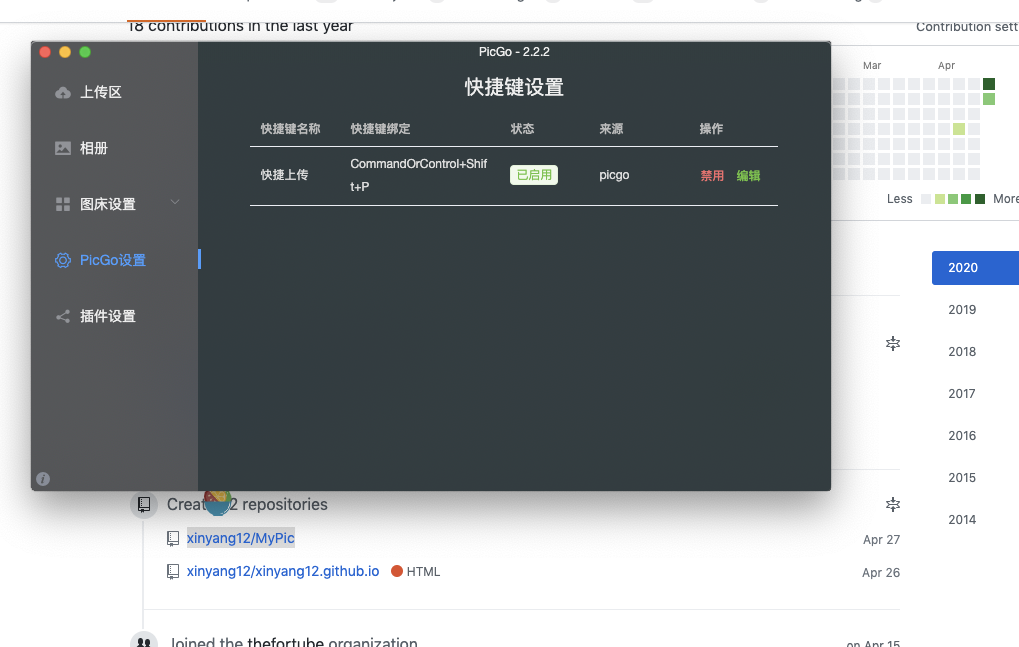 18 contributions in the last year
Contribution sett
PicGo - 2.2.2
Mar
Apr
快捷键设置
上传区
相册
图床设置
PicGo设置
插件设置
快捷键名称
快捷键绑定
状态
来源
操作
快捷上传
CommandOrControl+Shif
t+P
已启用
picgo
禁用
编辑
Less
More
2020
2019
2018
2017
2016
2015
2014
Creat 2 repositories
xinyang12/MyPic
Apr 27
xinyang12/xinyang12.github.io
HTML
Apr 26
Joined the thefortube organization
on Apr 15